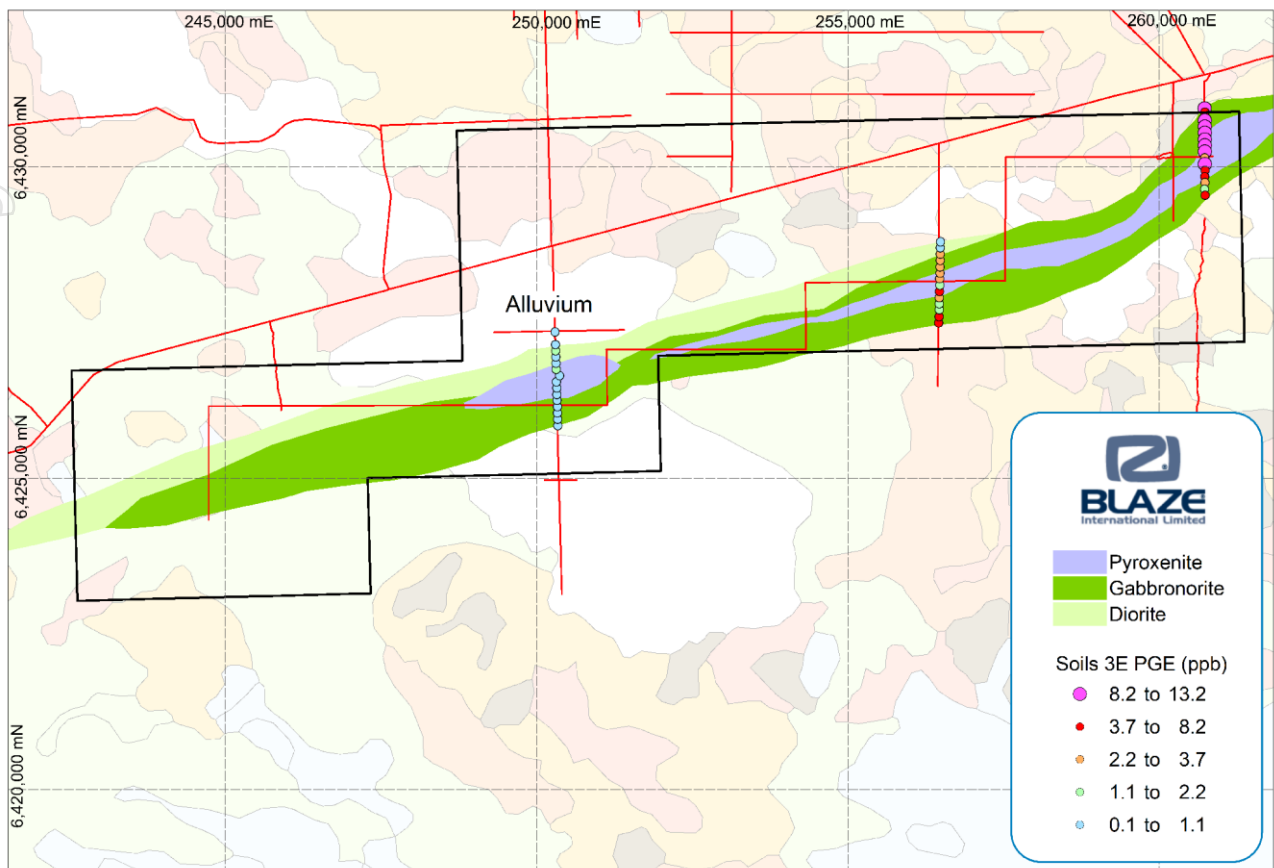 245,000 mE
250,000 mE
255,000 mE
260,000 mE
6,430,000 mN
6,425,000 mN
6,420,000 mN
Alluvium
BLAZE
International Limited
Pyroxenite
Gabbronorite
Diorite
Soils 3E PGE (ppb)
8.2 to 13.2
3.7 to 8.2
2.2 to 3.7
1.1 to 2.2
0.1 to 1.1